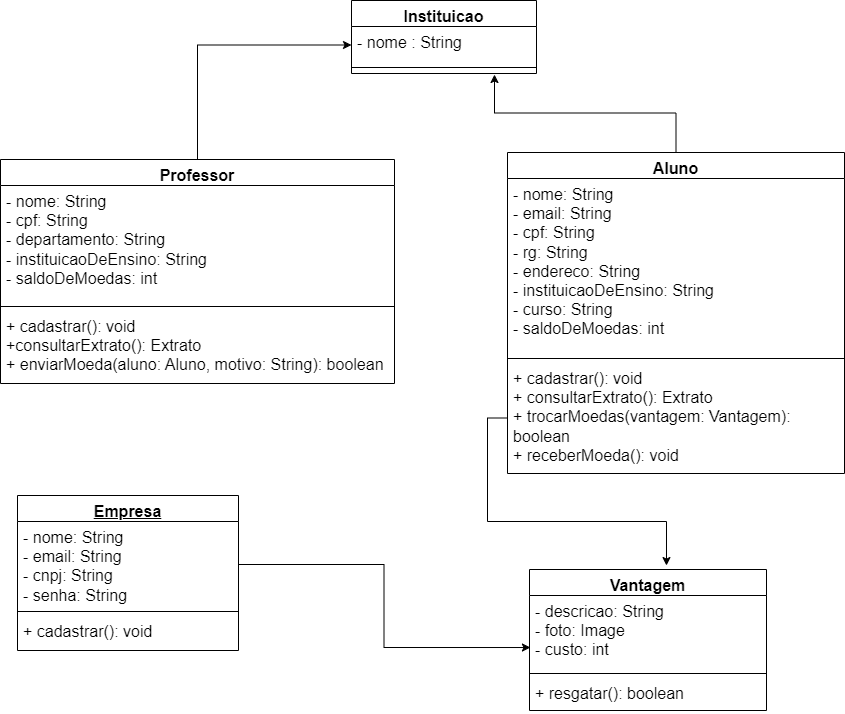 Instituicao
- nome : String
Professor
- nome: String
- cpf: String
- departamento: String
- instituicaoDeEnsino: String
- saldoDeMoedas: int
+ cadastrar(): void
+consultarExtrato(): Extrato
+ enviarMoeda(aluno: Aluno, motivo: String): boolean
Aluno
- nome: String
- email: String
- cpf: String
- rg: String
- endereco: String
- instituicaoDeEnsino: String
- curso: String
- saldoDeMoedas: int
+ cadastrar(): void
+ consultarExtrato(): Extrato
+ trocarMoedas(vantagem: Vantagem):
boolean
+ receberMoeda(): void
Empresa
- nome: String
- email: String
- cnpj: String
- senha: String
+ cadastrar(): void
Vantagem
- descricao: String
- foto: Image
- custo: int
+ resgatar(): boolean